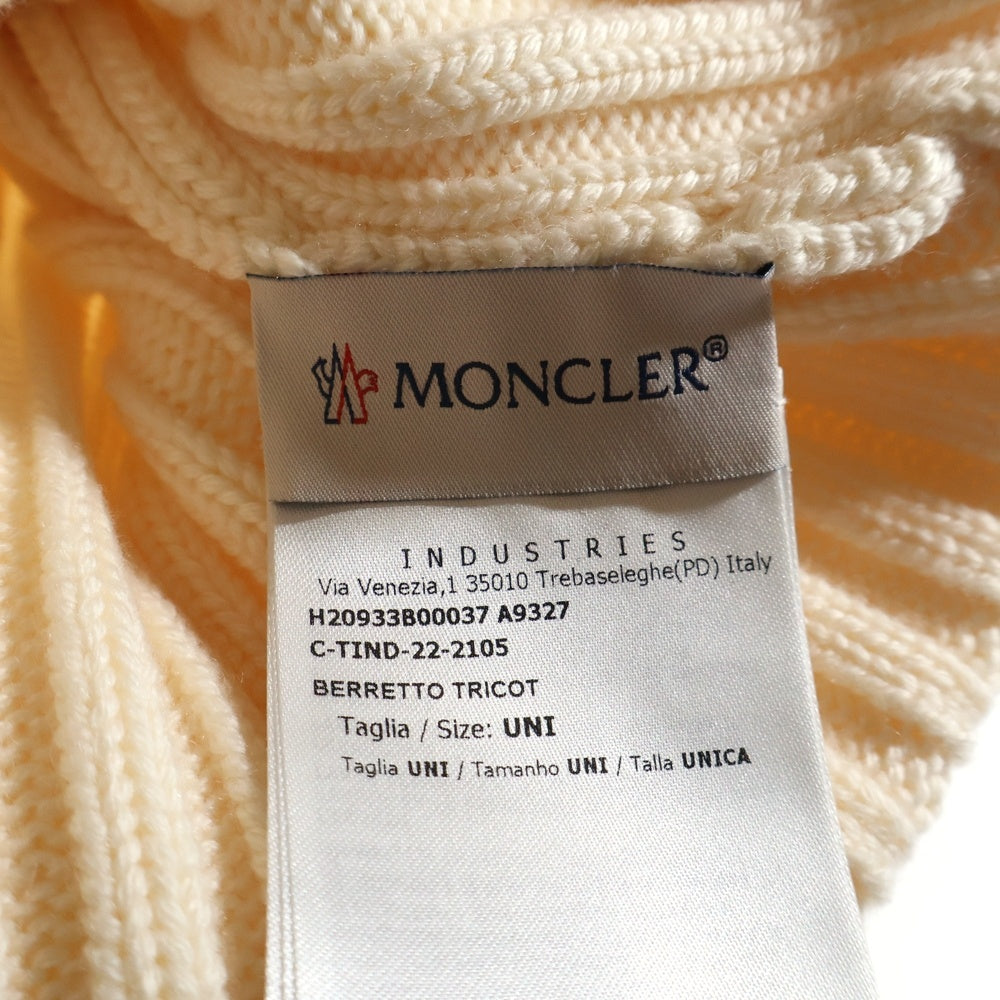 MONCLER®
INDUSTRIES
Via Venezia,1 35010 Trebaseleghe(PD) Italy
H20933B00037 A9327
C-TIND-22-2105
BERRETTO TRICOT
Taglia / Size: UNI
Taglia UNI / Tamanho UNI / Talla UNICA